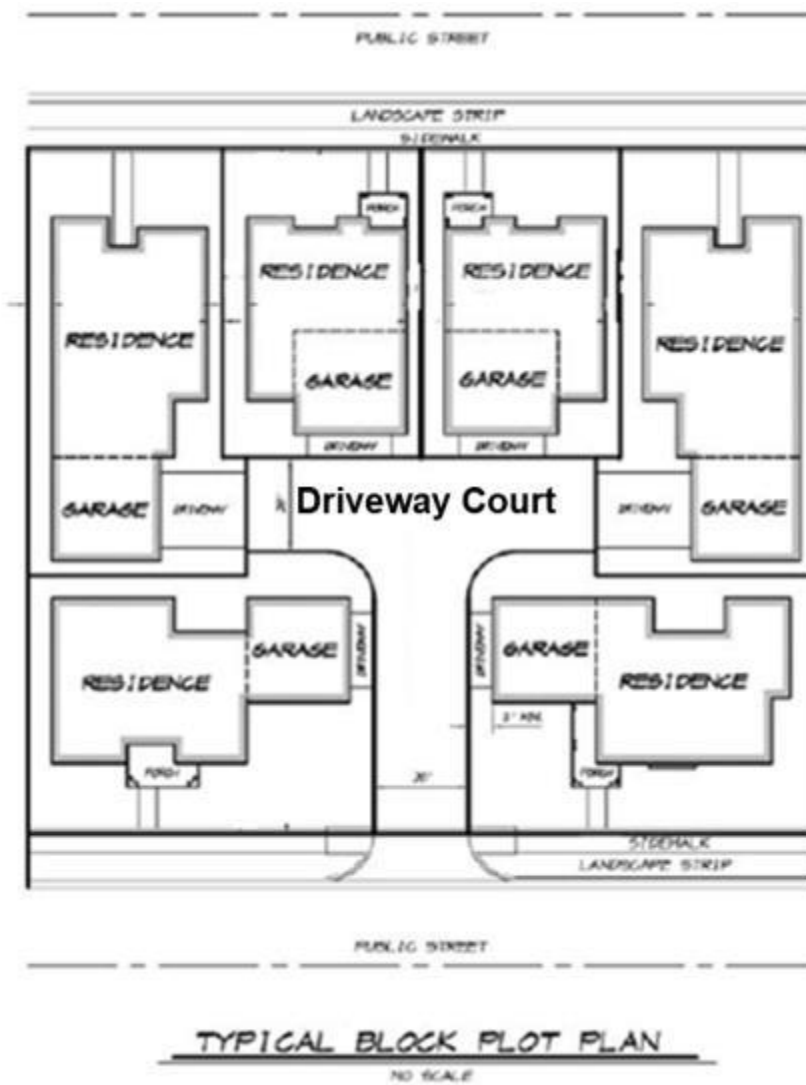 PUBLIC STREET
LANDSCAPE STRIP
SIDEWALK
PORCH
PORCH
RESIDENCE
RESIDENCE
RESIDENCE
RESIDENCE
GARAGE
GARAGE
DRIVEWAY
DRIVEWAY
Driveway Court
GARAGE
DRIVEWAY
DRIVEWAY
GARAGE
GARAGE
DRIVEWAY
DRIVEWAY
GARAGE
RESIDENCE
RESIDENCE
PORCH
PORCH
SIDEWALK
LANDSCAPE STRIP
PUBLIC STREET
TYPICAL BLOCK PLOT PLAN
NO SCALE